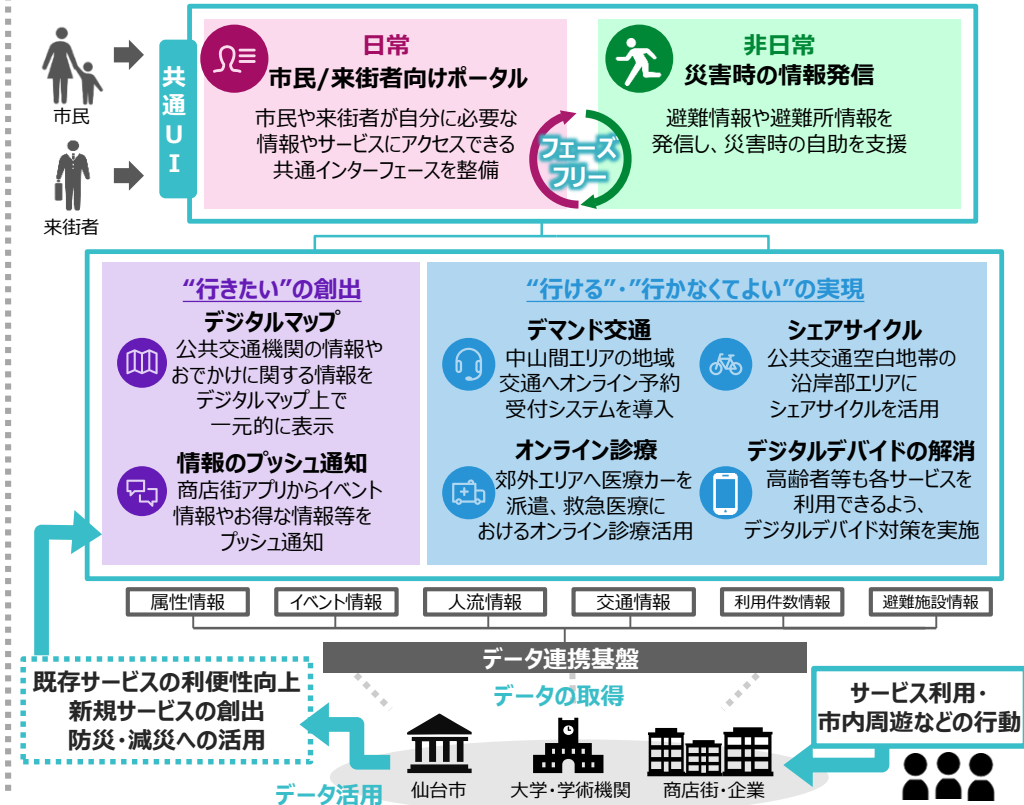 市民
来街者
共通UI
日常
市民/来街者向けポータル
市民や来街者が自分に必要な
情報やサービスにアクセスできる
共通インターフェースを整備
フェーズ
フリー
非日常
災害時の情報発信
避難情報や避難所情報を
発信し、災害時の自助を支援
“行きたい”の創出
デジタルマップ
公共交通機関の情報や
おでかけに関する情報を
デジタルマップ上で
一元的に表示
情報のプッシュ通知
商店街アプリからイベント
情報やお得な情報等を
プッシュ通知
“行ける”・”行かなくてよい”の実現
デマンド交通
中山間エリアの地域
交通へオンライン予約
受付システムを導入
シェアサイクル
公共交通空白地帯の
沿岸部エリアに
シェアサイクルを活用
オンライン診療
郊外エリアへ医療カーを
派遣、救急医療に
おけるオンライン診療活用
デジタルデバイドの解消
高齢者等も各サービスを
利用できるよう、
デジタルデバイド対策を実施
属性情報
イベント情報
人流情報
交通情報
利用件数情報
避難施設情報
データ連携基盤
データの取得
既存サービスの利便性向上
新規サービスの創出
防災・減災への活用
サービス利用・
市内周遊などの行動
データ活用
仙台市
大学・学術機関
商店街・企業